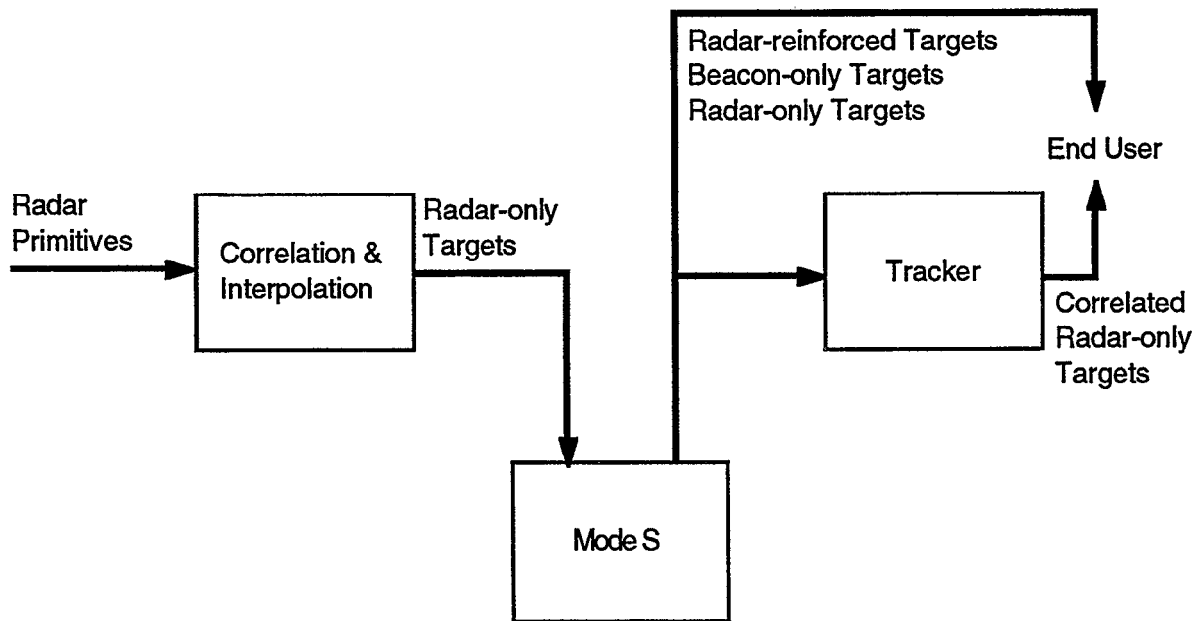 Radar-reinforced Targets
Beacon-only Targets
Radar-only Targets
End User
Radar
Primitives
Correlation &
Interpolation
Radar-only
Targets
Tracker
Correlated
Radar-only
Targets
Mode S